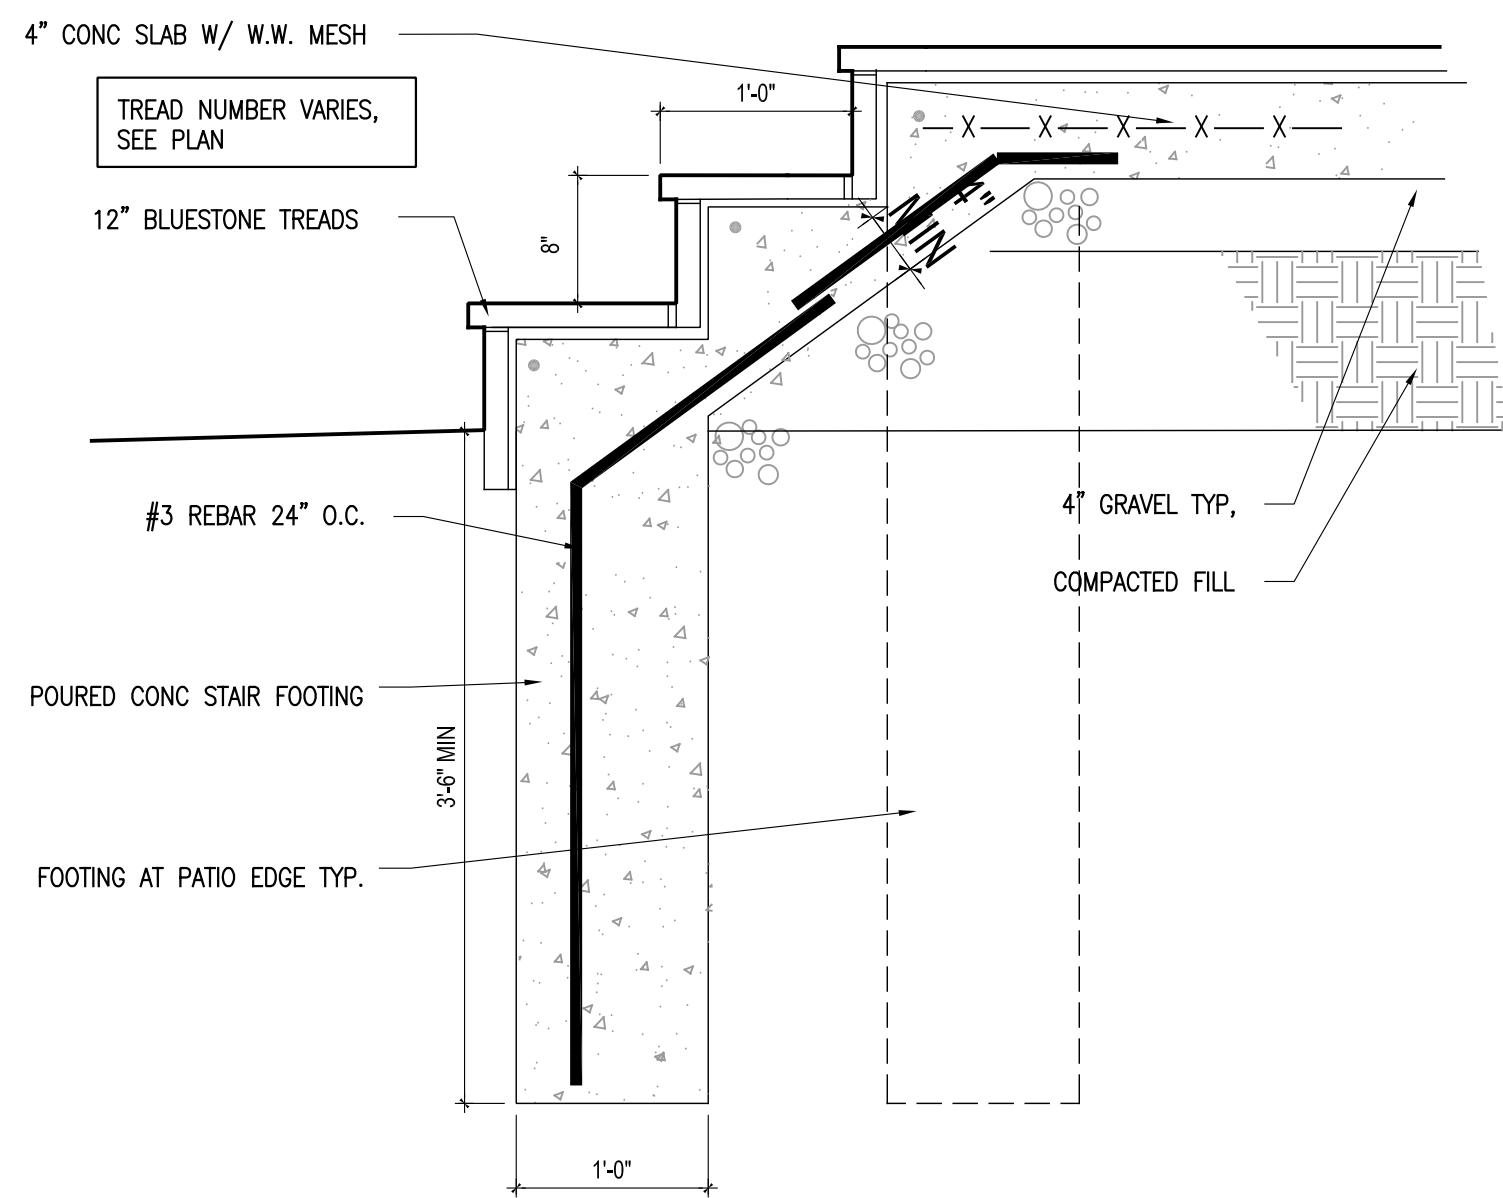 4” CONC SLAB W/ W.W. MESH
TREAD NUMBER VARIES,
SEE PLAN
1'-0"
12” BLUESTONE TREADS
8"
4" MIN
#3 REBAR 24” O.C.
4” GRAVEL TYP,
COMPACTED FILL
POURED CONC STAIR FOOTING
3'-6" MIN
FOOTING AT PATIO EDGE TYP.
1'-0"